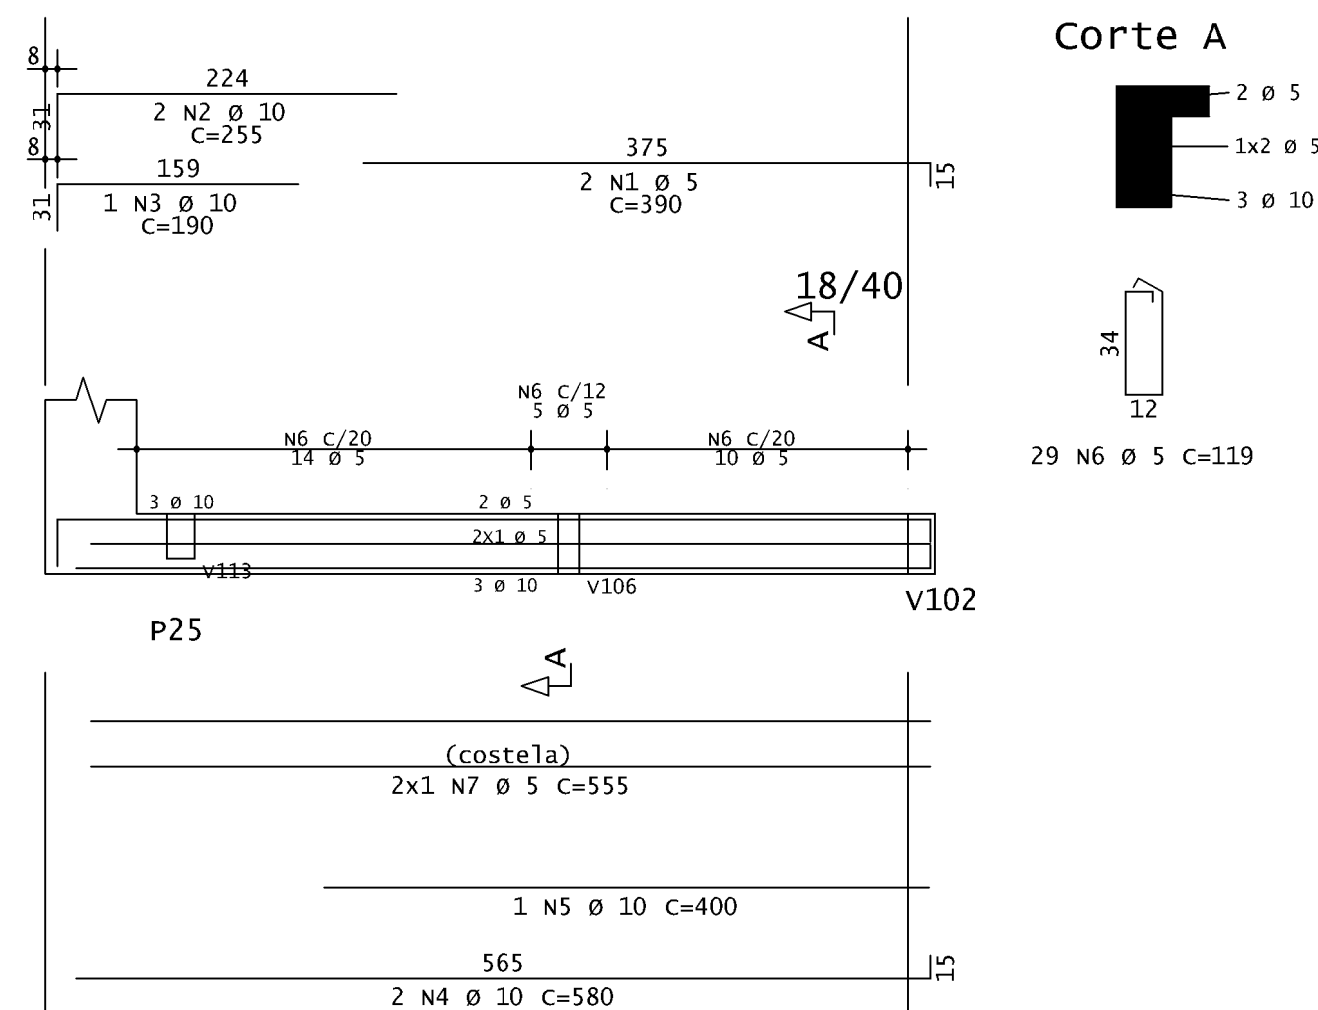 Corte A
8
224
2 Ø 5
31
2 N2 Ø 10
C=255
8
159
375
1x2 Ø 5
31
1 N3 Ø 10
C=190
2 N1 Ø 5
C=390
15
3 Ø 10
18/40
A
34
12
29 N6 Ø 5 C=119
N6 C/12
5 Ø 5
N6 C/20
14 Ø 5
N6 C/20
10 Ø 5
3 Ø 10
2 Ø 5
2X1 Ø 5
V113
3 Ø 10
V106
V102
P25
A
(costela)
2x1 N7 Ø 5 C=555
1 N5 Ø 10 C=400
565
15
2 N4 Ø 10 C=580